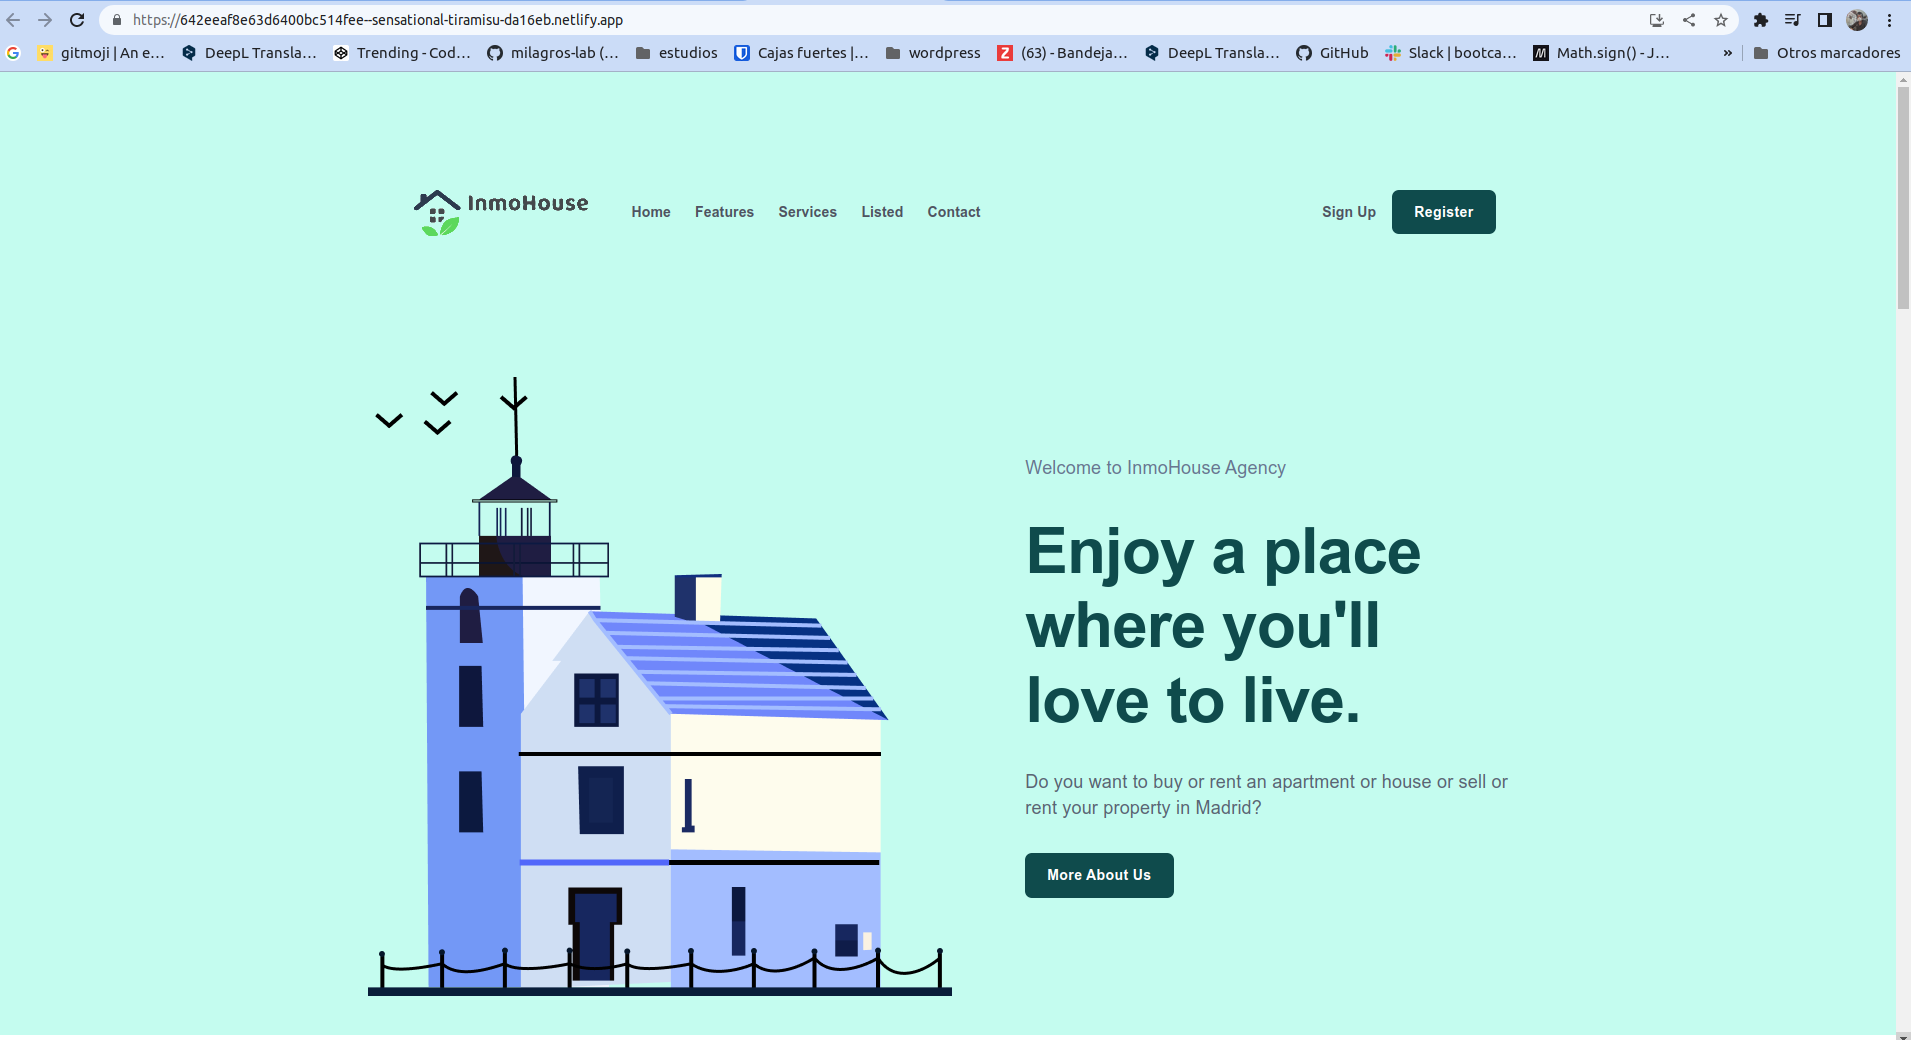 https://642eeaf8e63d6400bc514fee--sensational-tiramisu-da16eb.netlify.app
gitmoji | An e… DeepL Transla… Trending - Cod… milagros-lab (… estudios Cajas fuertes |… wordpress (63) - Bandeja… DeepL Transla… GitHub Slack | bootca… Math.sign() - J… » Otros marcadores
InmoHouse Home Features Services Listed Contact Sign Up Register
Welcome to InmoHouse Agency
Enjoy a place
where you'll
love to live.
Do you want to buy or rent an apartment or house or sell or
rent your property in Madrid?
More About Us